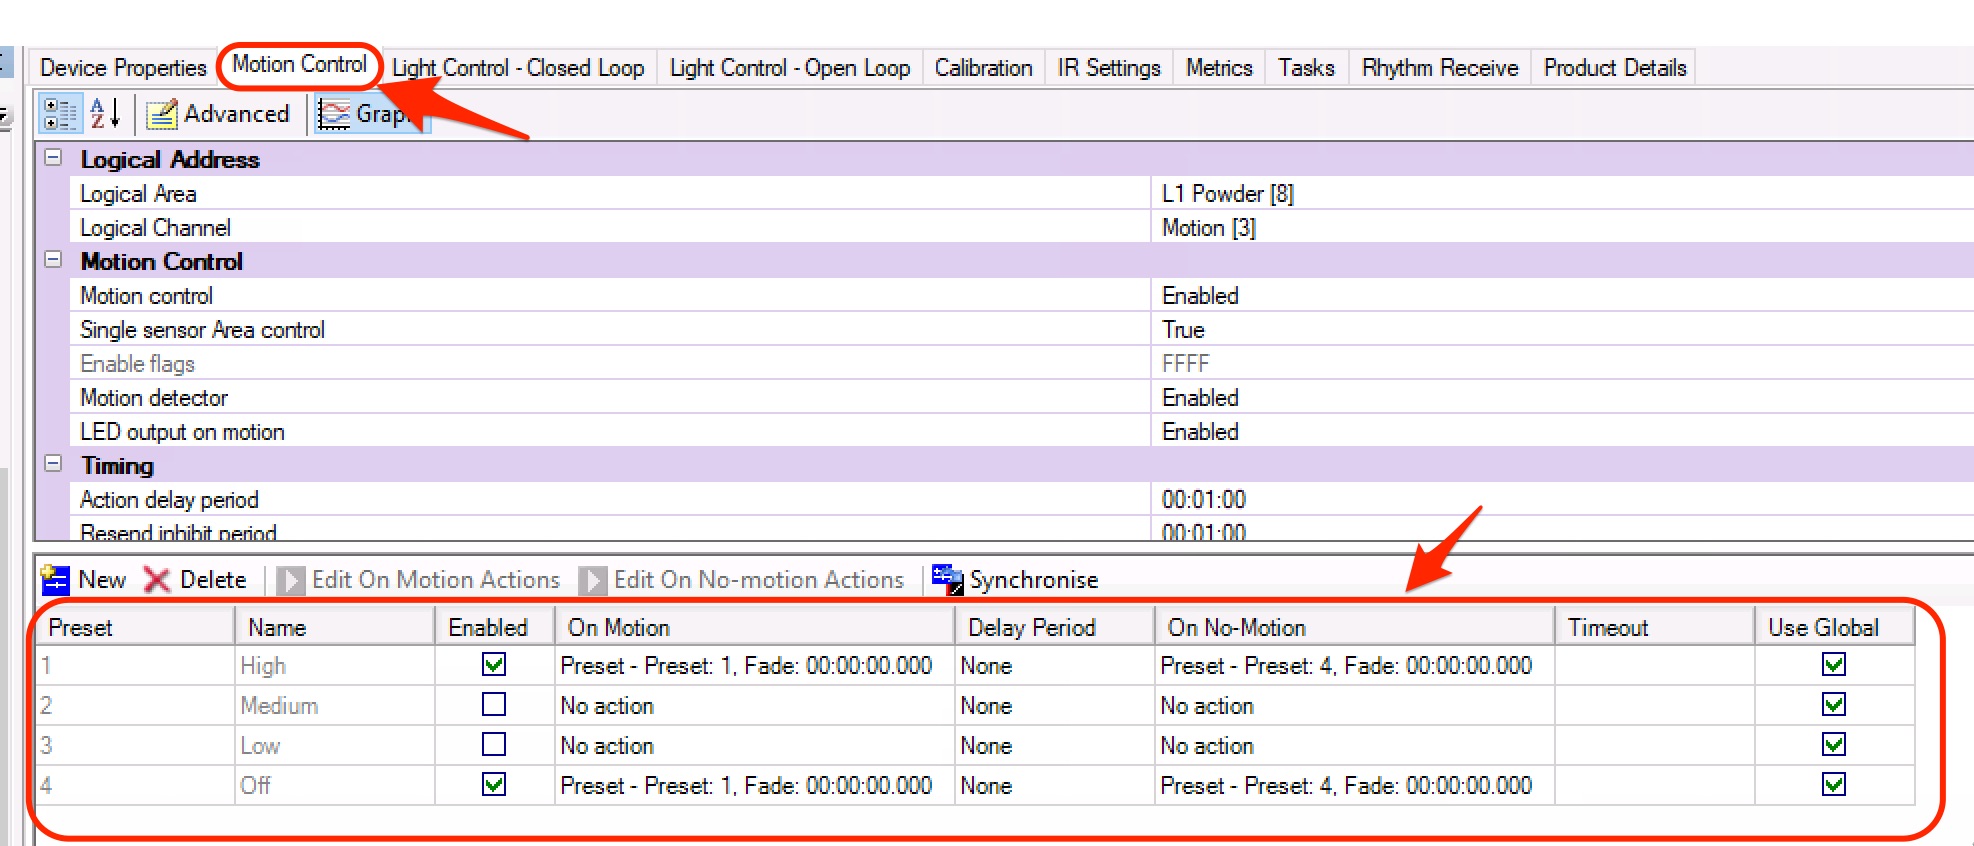 Device Properties Motion Control Light Control - Closed Loop Light Control - Open Loop Calibration IR Settings Metrics Tasks Rhythm Receive Product Details
Advanced Graph
Logical Address
Logical Area L1 Powder [8]
Logical Channel Motion [3]
Motion Control
Motion control Enabled
Single sensor Area control True
Enable flags FFFF
Motion detector Enabled
LED output on motion Enabled
Timing
Action delay period 00:01:00
Resend inhibit period 00:01:00
New Delete Edit On Motion Actions Edit On No-motion Actions Synchronise
Preset Name Enabled On Motion Delay Period On No-Motion Timeout Use Global
1 High Preset - Preset: 1, Fade: 00:00:00.000 None Preset - Preset: 4, Fade: 00:00:00.000
2 Medium No action None No action
3 Low No action None No action
4 Off Preset - Preset: 1, Fade: 00:00:00.000 None Preset - Preset: 4, Fade: 00:00:00.000